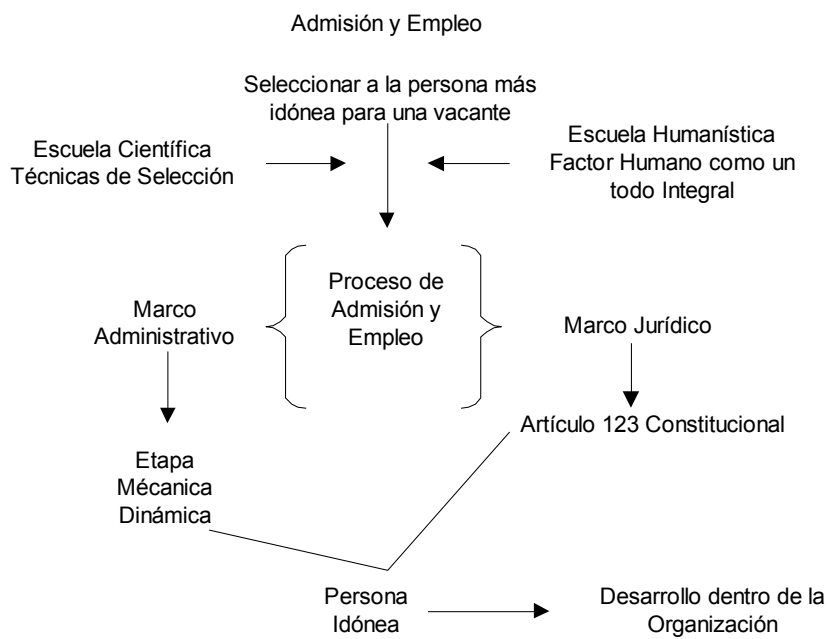 Admisión y Empleo
Seleccionar a la persona más
idónea para una vacante
Escuela Científica
Técnicas de Selección
Escuela Humanística
Factor Humano como un
todo Integral
Proceso de
Admisión y
Empleo
Marco
Administrativo
Marco Jurídico
Artículo 123 Constitucional
Etapa
Mécanica
Dinámica
Persona
Idónea
Desarrollo dentro de la
Organización